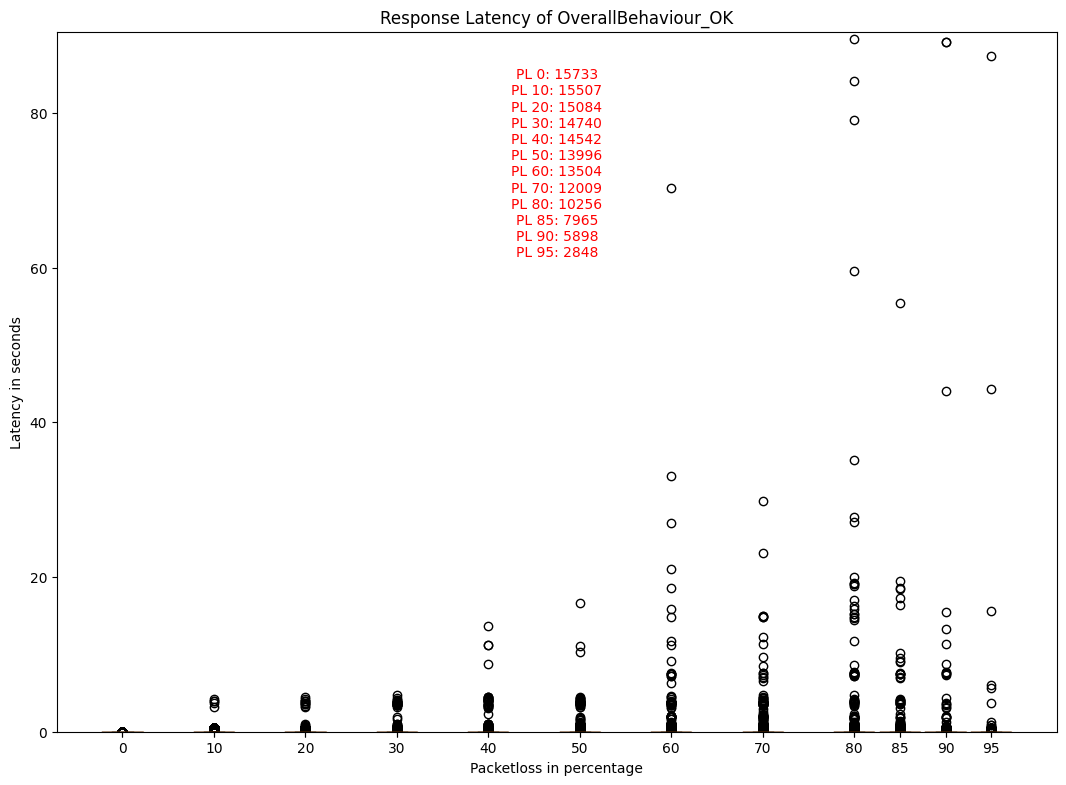 Response Latency of OverallBehaviour_OK
PL 0: 15733
PL 10: 15507
PL 20: 15084
PL 30: 14740
PL 40: 14542
PL 50: 13996
PL 60: 13504
PL 70: 12009
PL 80: 10256
PL 85: 7965
PL 90: 5898
PL 95: 2848
Latency in seconds
80
60
40
20
0
0 10 20 30 40 50 60 70 80 85 90 95
Packetloss in percentage